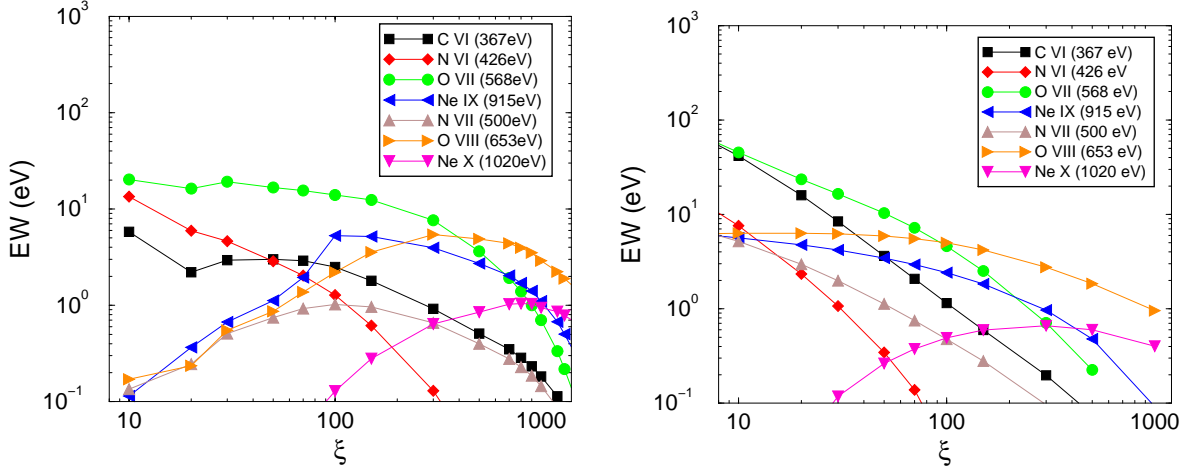 10³
10²
10¹
10⁰
10⁻¹
EW (eV)
10
100
1000
ξ
C VI (367eV)
N VI (426eV)
O VII (568eV)
Ne IX (915eV)
N VII (500eV)
O VIII (653eV)
Ne X (1020eV)
10³
10²
10¹
10⁰
10⁻¹
EW (eV)
10
100
1000
ξ
C VI (367 eV)
N VI (426 eV
O VII (568 eV)
Ne IX (915 eV)
N VII (500 eV)
O VIII (653 eV)
Ne X (1020 eV)